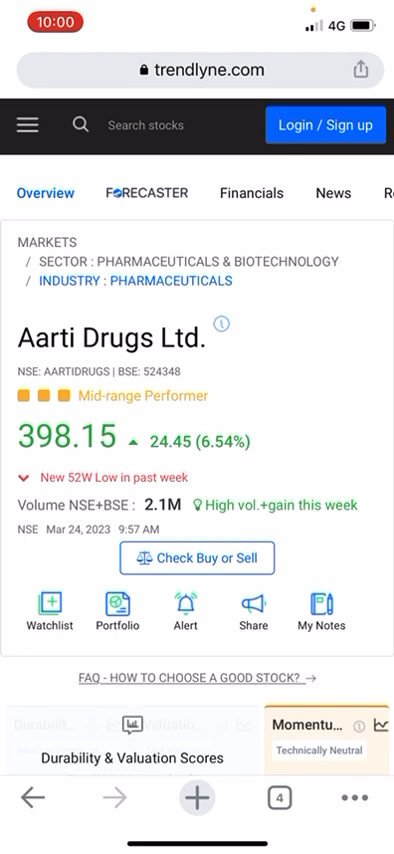 10:00
4G
trendlyne.com
Search stocks
Login / Sign up
Overview FORECASTER Financials News R
MARKETS
/ SECTOR : PHARMACEUTICALS & BIOTECHNOLOGY
/ INDUSTRY : PHARMACEUTICALS
Aarti Drugs Ltd.
NSE: AARTIDRUGS | BSE: 524348
Mid-range Performer
398.15 24.45 (6.54%)
New 52W Low in past week
Volume NSE+BSE : 2.1M High vol.+gain this week
NSE Mar 24, 2023 9:57 AM
Check Buy or Sell
Watchlist Portfolio Alert Share My Notes
FAQ - HOW TO CHOOSE A GOOD STOCK? →
Durabilit... Valuatio... Momentu...
Technically Neutral
Durability & Valuation Scores
4